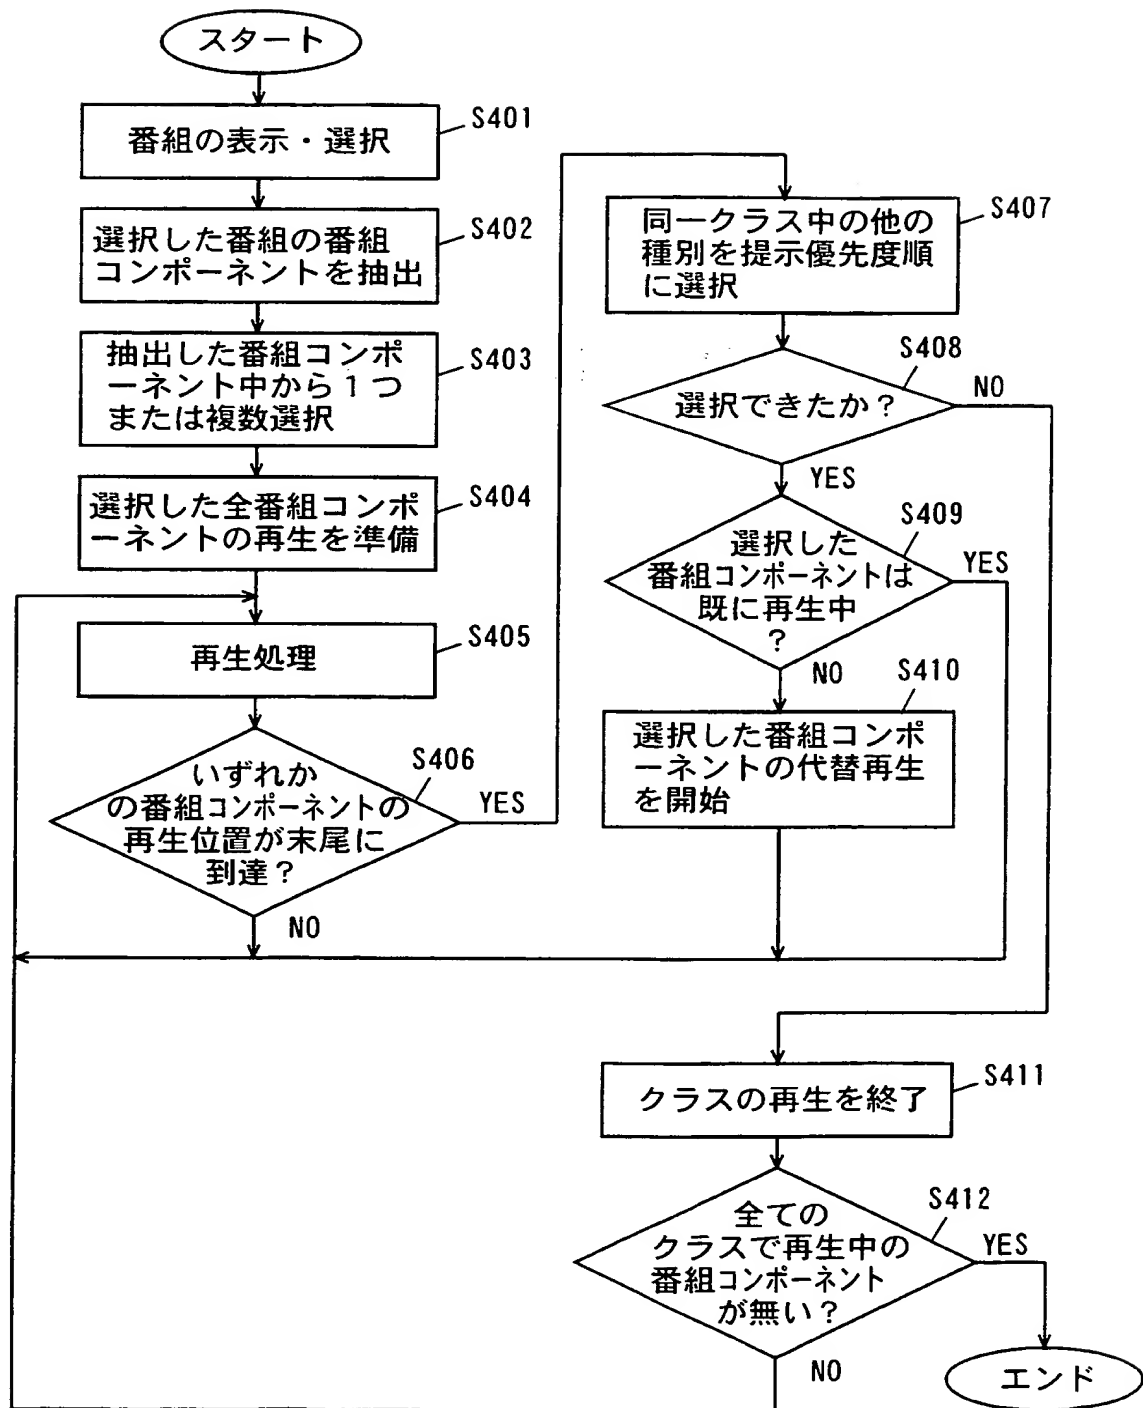 スタート
番組の表示・選択
S401
選択した番組の番組
コンポーネントを抽出
S402
抽出した番組コンポ
ーネント中から１つ
または複数選択
S403
選択した全番組コンポ
ーネントの再生を準備
S404
再生処理
S405
いずれか
の番組コンポーネントの
再生位置が末尾に
到達？
S406
YES
NO
同一クラス中の他の
種別を提示優先度順
に選択
S407
選択できたか？
S408
NO
YES
選択した
番組コンポーネントは
既に再生中
？
S409
YES
NO
選択した番組コンポ
ーネントの代替再生
を開始
S410
クラスの再生を終了
S411
全ての
クラスで再生中の
番組コンポーネント
が無い？
S412
YES
NO
エンド